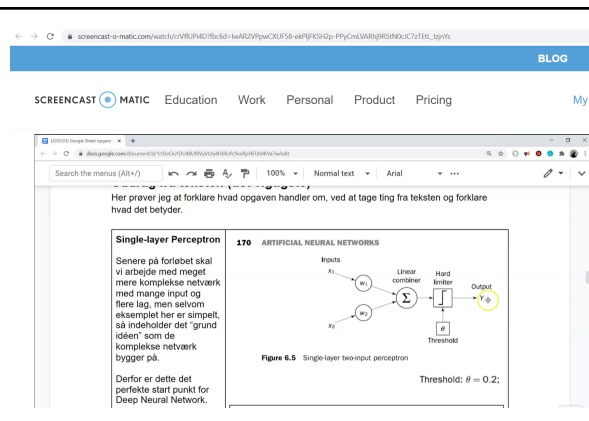 screencast-o-matic.com/watch/crVflUPi4D?fbclid=IwAR2VPpwCXUF58-ekPJFKSH2p-PPyCmLVARhj9R5tN0cJC7zTEtL_IzjnYs
BLOG
SCREENCAST MATIC Education Work Personal Product Pricing My
Search the menus (Alt+/) 100% Normal text Arial
Her prøver jeg at forklare hvad opgaven handler om, ved at tage ting fra teksten og forklare
hvad det betyder.
Single-layer Perceptron
Senere på forløbet skal
vi arbejde med meget
mere komplekse netværk
med mange input og
flere lag, men selvom
eksemplet her er simpelt,
så indeholder det "grund
idéen" som de
komplekse netværk
bygger på.
Derfor er dette det
perfekte start punkt for
Deep Neural Network.
170 ARTIFICIAL NEURAL NETWORKS
Inputs
x1
w1
Linear
combiner
Σ
Hard
limiter
Output
Y
w2
x2
θ
Threshold
Figure 6.5 Single-layer two-input perceptron
Threshold: θ = 0.2;